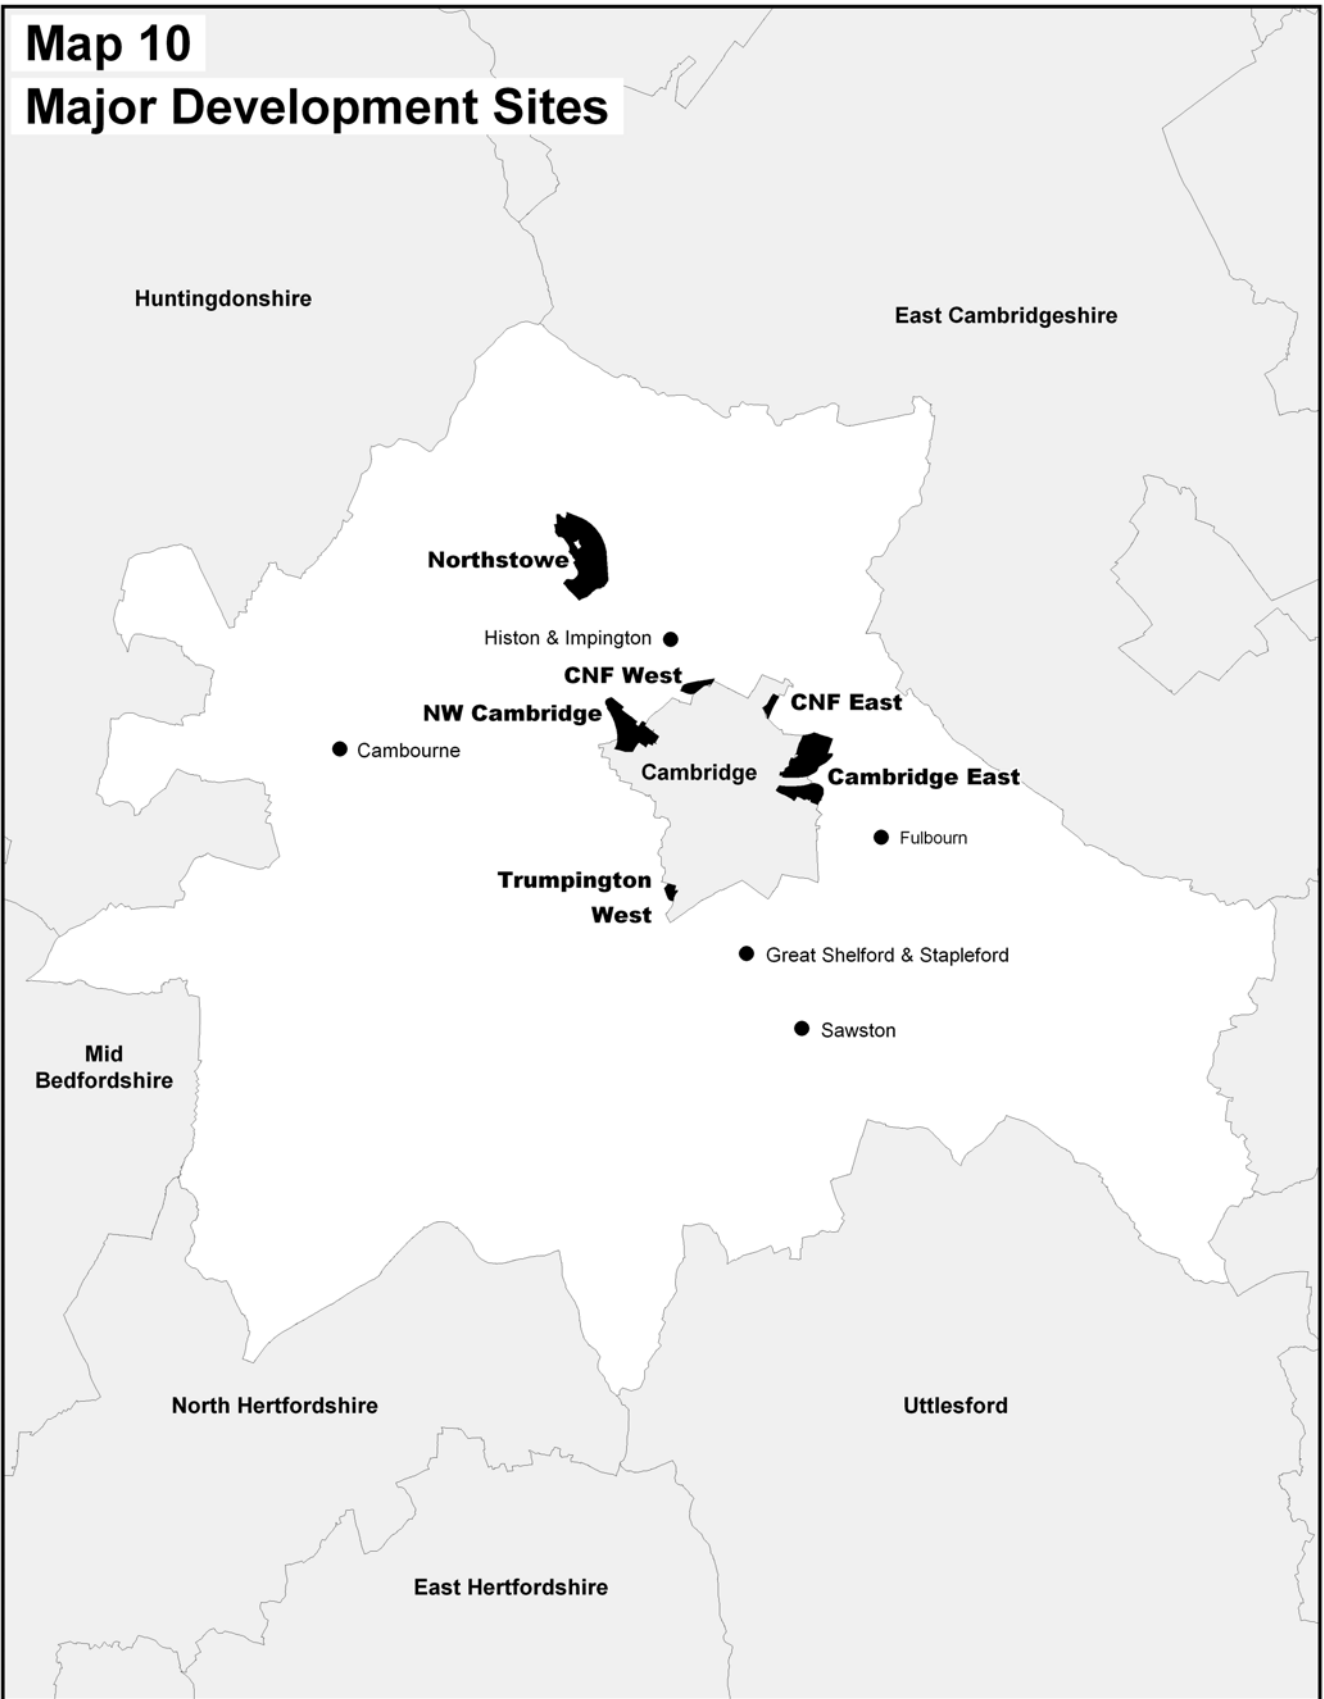 Map 10
Major Development Sites
Huntingdonshire
East Cambridgeshire
Northstowe
Histon & Impington
CNF West
CNF East
NW Cambridge
Cambourne
Cambridge
Cambridge East
Fulbourn
Trumpington
West
Great Shelford & Stapleford
Sawston
Mid
Bedfordshire
North Hertfordshire
Uttlesford
East Hertfordshire